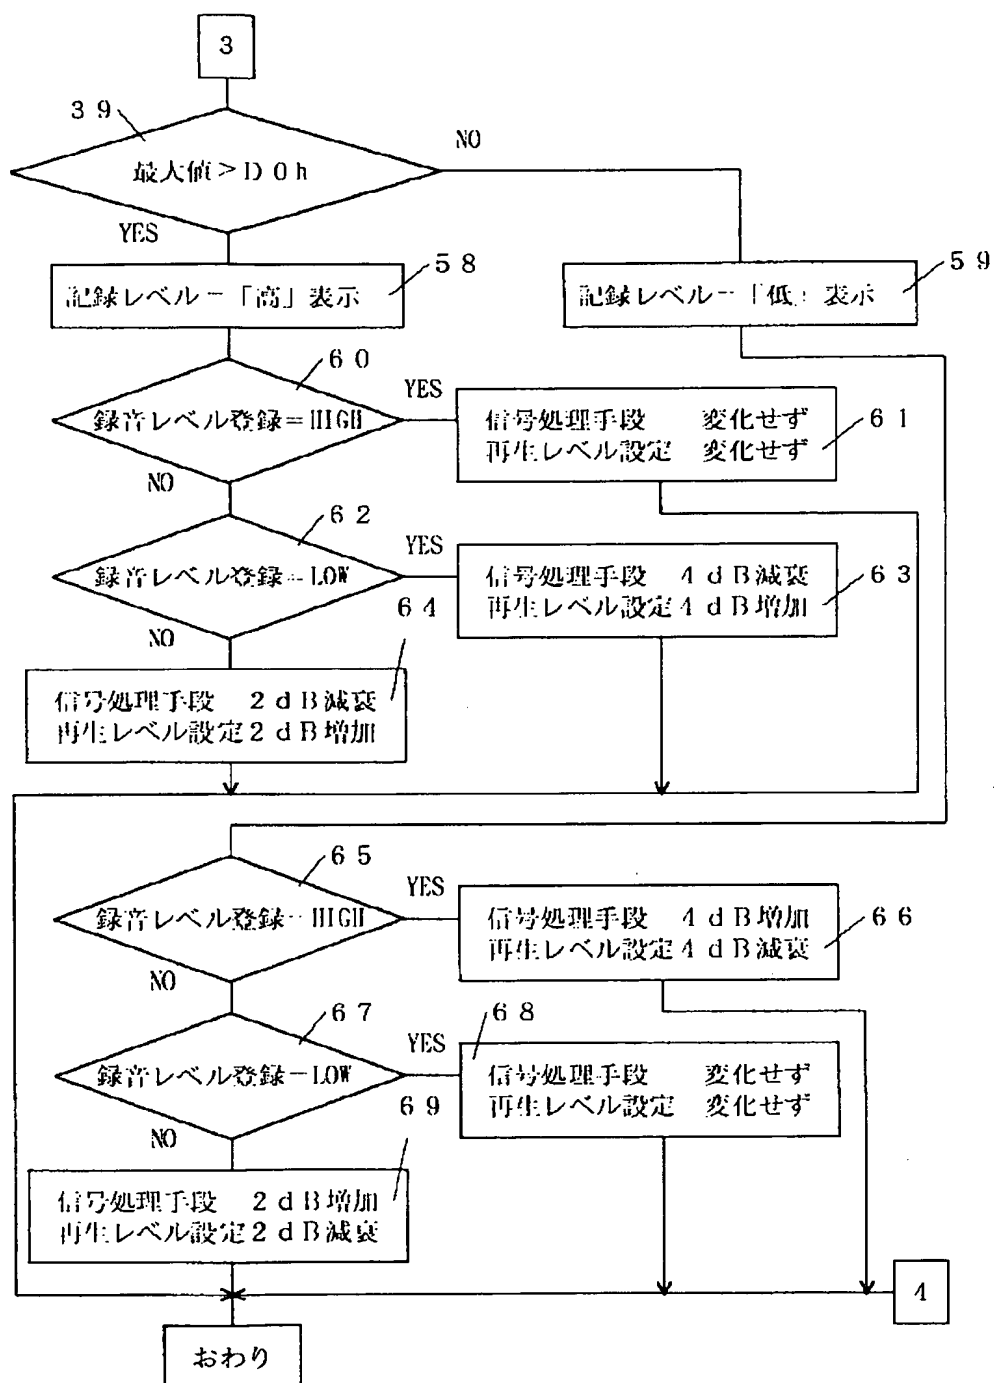 3
39
最大値>D0h
NO
YES
記録レベル=「高」表示
58
記録レベル=「低」表示
59
60
録音レベル登録=HIGH
YES
信号処理手段 変化せず
再生レベル設定 変化せず
61
NO
62
録音レベル登録=LOW
YES
信号処理手段 4dB減衰
再生レベル設定4dB増加
63
64
NO
信号処理手段 2dB減衰
再生レベル設定2dB増加
65
録音レベル登録=HIGH
YES
信号処理手段 4dB増加
再生レベル設定4dB減衰
66
NO
67
録音レベル登録=LOW
YES
68
信号処理手段 変化せず
再生レベル設定 変化せず
69
NO
信号処理手段 2dB増加
再生レベル設定2dB減衰
4
おわり